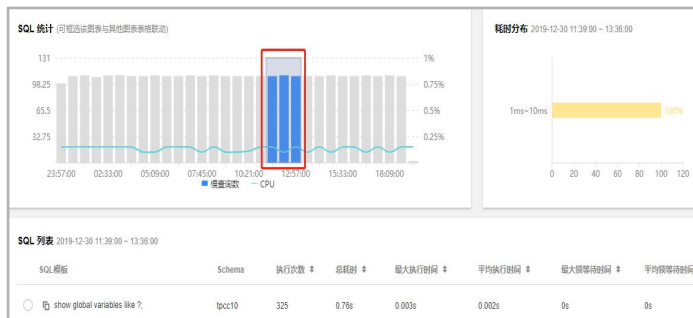 SQL 统计 (可框选该图表与其他图表表格联动)
131
98.25
65.5
32.75
1%
0.75%
0.5%
0.25%
23:57:00 02:33:00 05:09:00 07:45:00 10:21:00 12:57:00 15:33:00 18:09:00
慢查询数 CPU
耗时分布 2019-12-30 11:39:00 ~ 13:36:00
1ms~10ms
100%
0 20 40 60 80 100 120
SQL 列表 2019-12-30 11:39:00 ~ 13:36:00
SQL模板 Schema 执行次数 总耗时 最大执行时间 平均执行时间 最大锁等待时间 平均锁等待时间
show global variables like ?; tpcc10 325 0.76s 0.003s 0.002s 0s 0s